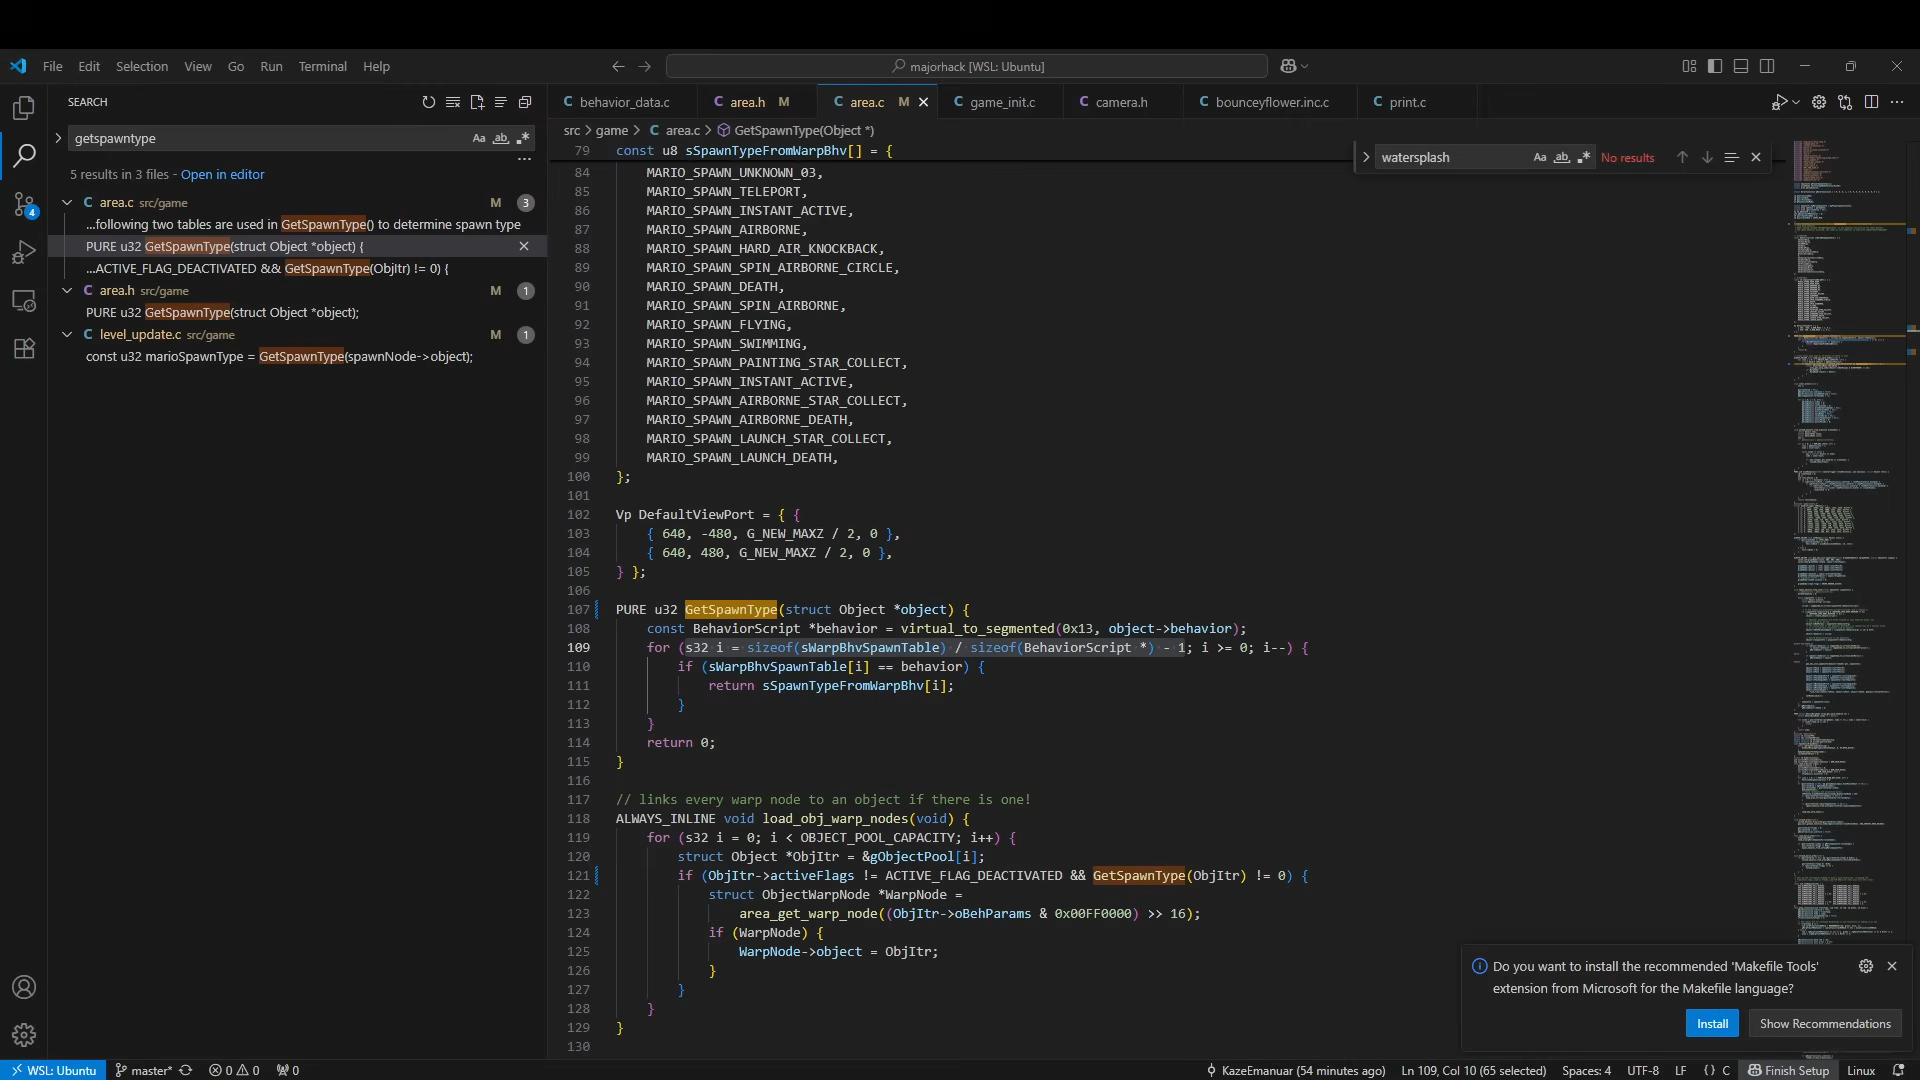 File Edit Selection View Go Run Terminal Help
majorhack [WSL: Ubuntu]
SEARCH
getspawntype
Aa ab .*
5 results in 3 files - Open in editor
area.c src/game M 3
...following two tables are used in GetSpawnType() to determine spawn type
PURE u32 GetSpawnType(struct Object *object) {
...ACTIVE_FLAG_DEACTIVATED && GetSpawnType(ObjItr) != 0) {
area.h src/game M 1
PURE u32 GetSpawnType(struct Object *object);
level_update.c src/game M 1
const u32 marioSpawnType = GetSpawnType(spawnNode->object);
4
C behavior_data.c C area.h M C area.c M C game_init.c C camera.h C bounceyflower.inc.c C print.c
src > game > C area.c > GetSpawnType(Object *)
watersplash Aa ab .* No results
79 const u8 sSpawnTypeFromWarpBhv[] = {
84 MARIO_SPAWN_UNKNOWN_03,
85 MARIO_SPAWN_TELEPORT,
86 MARIO_SPAWN_INSTANT_ACTIVE,
87 MARIO_SPAWN_AIRBORNE,
88 MARIO_SPAWN_HARD_AIR_KNOCKBACK,
89 MARIO_SPAWN_SPIN_AIRBORNE_CIRCLE,
90 MARIO_SPAWN_DEATH,
91 MARIO_SPAWN_SPIN_AIRBORNE,
92 MARIO_SPAWN_FLYING,
93 MARIO_SPAWN_SWIMMING,
94 MARIO_SPAWN_PAINTING_STAR_COLLECT,
95 MARIO_SPAWN_INSTANT_ACTIVE,
96 MARIO_SPAWN_AIRBORNE_STAR_COLLECT,
97 MARIO_SPAWN_AIRBORNE_DEATH,
98 MARIO_SPAWN_LAUNCH_STAR_COLLECT,
99 MARIO_SPAWN_LAUNCH_DEATH,
100 };
101
102 Vp DefaultViewPort = { {
103 { 640, -480, G_NEW_MAXZ / 2, 0 },
104 { 640, 480, G_NEW_MAXZ / 2, 0 },
105 } };
106
107 PURE u32 GetSpawnType(struct Object *object) {
108 const BehaviorScript *behavior = virtual_to_segmented(0x13, object->behavior);
109 for (s32 i = sizeof(sWarpBhvSpawnTable) / sizeof(BehaviorScript *) - 1; i >= 0; i--) {
110 if (sWarpBhvSpawnTable[i] == behavior) {
111 return sSpawnTypeFromWarpBhv[i];
112 }
113 }
114 return 0;
115 }
116
117 // links every warp node to an object if there is one!
118 ALWAYS_INLINE void load_obj_warp_nodes(void) {
119 for (s32 i = 0; i < OBJECT_POOL_CAPACITY; i++) {
120 struct Object *ObjItr = &gObjectPool[i];
121 if (ObjItr->activeFlags != ACTIVE_FLAG_DEACTIVATED && GetSpawnType(ObjItr) != 0) {
122 struct ObjectWarpNode *WarpNode =
123 area_get_warp_node((ObjItr->oBehParams & 0x00FF0000) >> 16);
124 if (WarpNode) {
125 WarpNode->object = ObjItr;
126 }
127 }
128 }
129 }
130
Do you want to install the recommended 'Makefile Tools'
extension from Microsoft for the Makefile language?
Install Show Recommendations
WSL: Ubuntu master* 0 0 0 KazeEmanuar (54 minutes ago) Ln 109, Col 10 (65 selected) Spaces: 4 UTF-8 LF {} C Finish Setup Linux